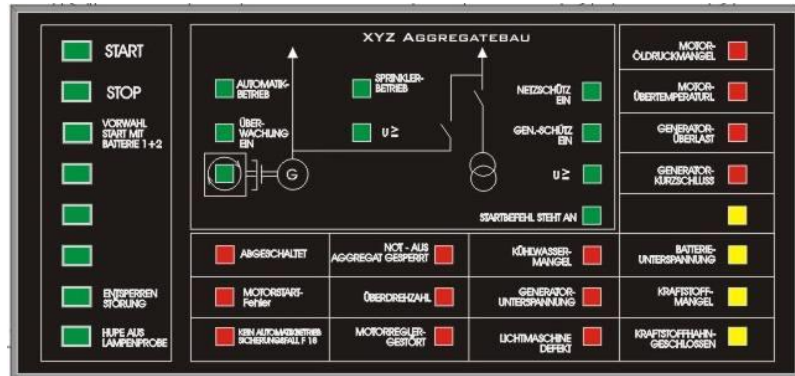 START
STOP
VORWAHL
START MIT
BATTERIE 1+2
ENTSPERREN
STÖRUNG
HUPE AUS
LAMPENPROBE
XYZ AGGREGATEBAU
AUTOMATIK-
BETRIEB
SPRINKLER-
BETRIEB
NETZSCHÜTZ
EIN
ÜBER-
WACHUNG
EIN
U ≥
GEN.-SCHÜTZ
EIN
G
U ≥
STARTBEFEHL STEHT AN
ABGESCHALTET
NOT - AUS
AGGREGAT GESPERRT
KÜHLWASSER-
MANGEL
MOTORSTART-
Fehler
ÜBERDREHZAHL
GENERATOR-
UNTERSPANNUNG
KEIN AUTOMATIKBETRIEB
SICHERUNGSFALL F 18
MOTORREGLER-
GESTÖRT
LICHTMASCHINE
DEFEKT
MOTOR-
ÖLDRUCKMANGEL
MOTOR-
ÜBERTEMPERATURL
GENERATOR-
ÜBERLAST
GENERATOR-
KURZSCHLUSS
BATTERIE-
UNTERSPANNUNG
KRAFTSTOFF-
MANGEL
KRAFTSTOFFHAHN-
GESCHLOSSEN